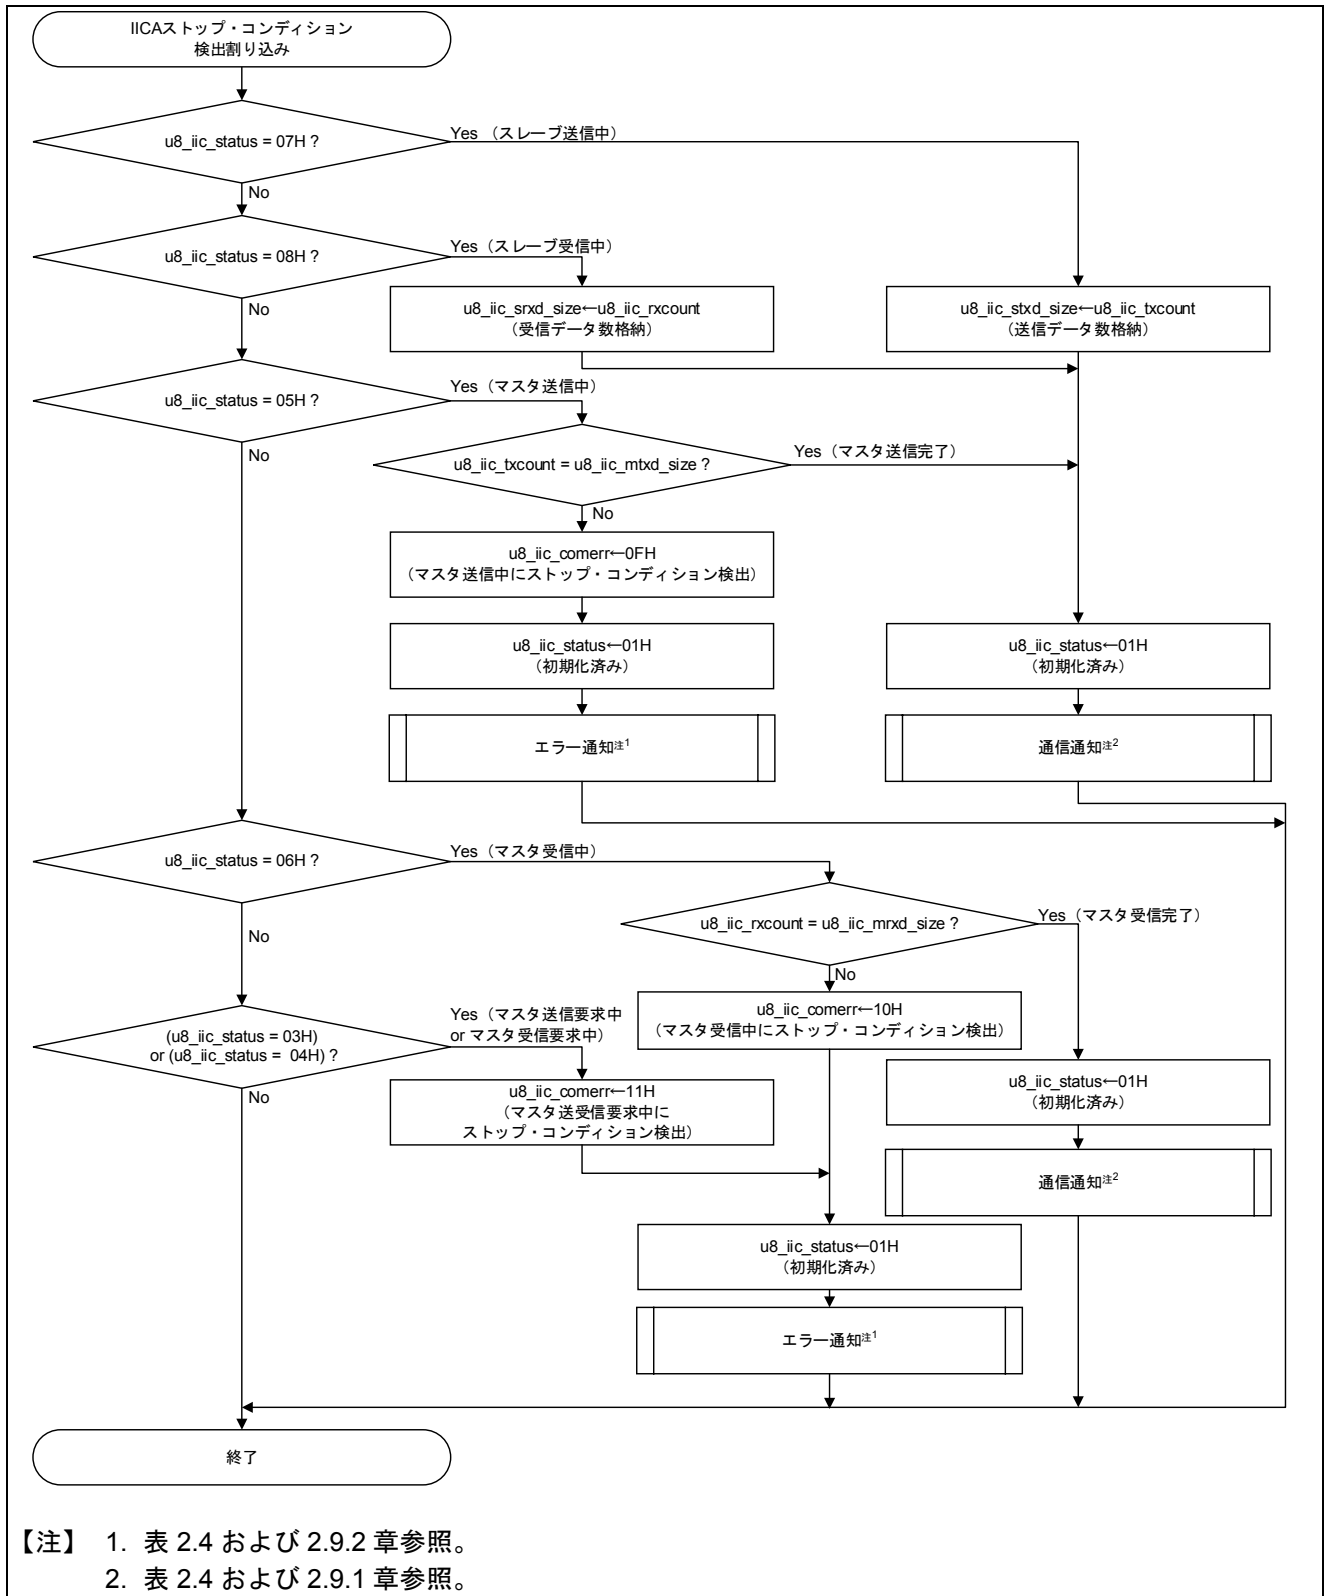 IICAストップ・コンディション
検出割り込み
u8_iic_status = 07H ?
Yes （スレーブ送信中）
No
u8_iic_status = 08H ?
Yes（スレーブ受信中）
No
u8_iic_srxd_size←u8_iic_rxcount
（受信データ数格納）
u8_iic_stxd_size←u8_iic_txcount
（送信データ数格納）
u8_iic_status = 05H ?
Yes（マスタ送信中）
No
u8_iic_txcount = u8_iic_mtxd_size ?
Yes（マスタ送信完了）
No
u8_iic_comerr←0FH
（マスタ送信中にストップ・コンディション検出）
u8_iic_status←01H
（初期化済み）
u8_iic_status←01H
（初期化済み）
エラー通知注1
通信通知注2
u8_iic_status = 06H ?
Yes（マスタ受信中）
No
u8_iic_rxcount = u8_iic_mrxd_size ?
Yes（マスタ受信完了）
No
u8_iic_comerr←10H
（マスタ受信中にストップ・コンディション検出）
(u8_iic_status = 03H)
or (u8_iic_status = 04H) ?
Yes（マスタ送信要求中
or マスタ受信要求中）
No
u8_iic_comerr←11H
（マスタ送受信要求中に
ストップ・コンディション検出）
u8_iic_status←01H
（初期化済み）
通信通知注2
u8_iic_status←01H
（初期化済み）
エラー通知注1
終了
【注】 1. 表 2.4 および 2.9.2 章参照。
2. 表 2.4 および 2.9.1 章参照。